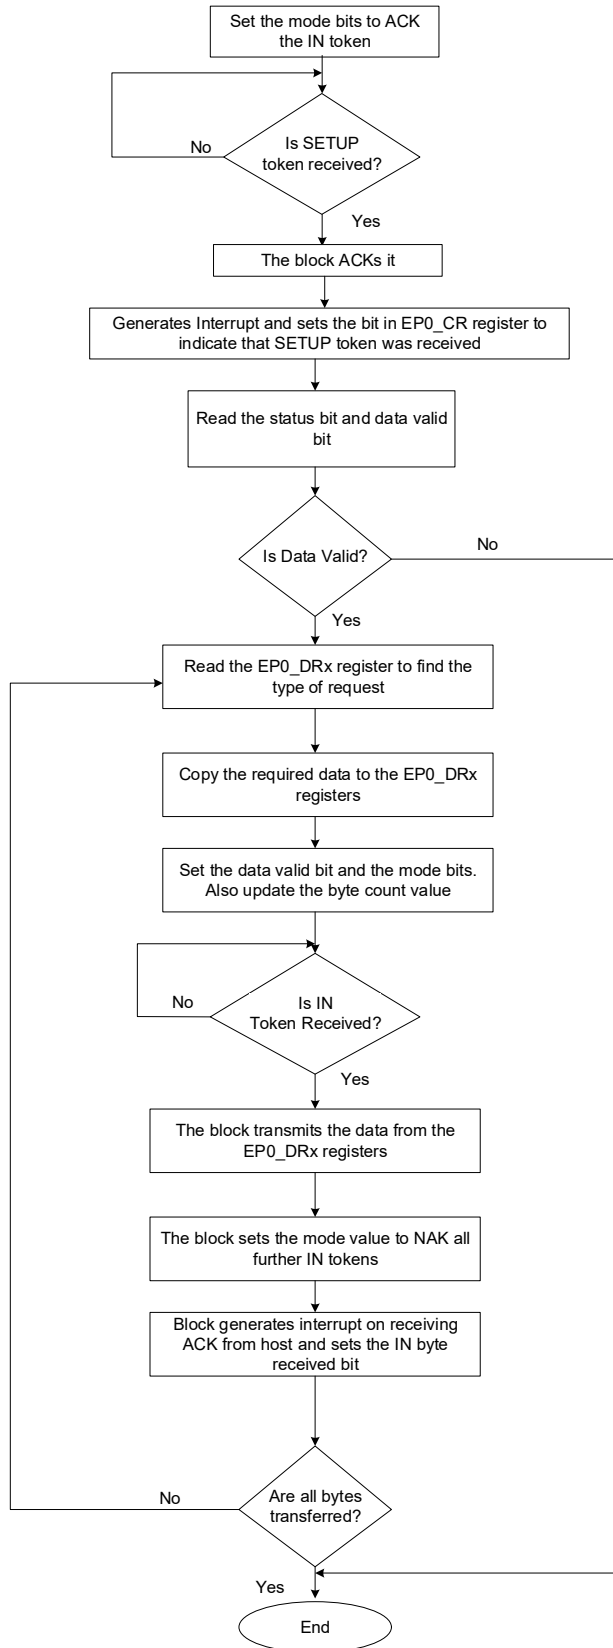 Set the mode bits to ACK
the IN token
Is SETUP
token received?
No
Yes
The block ACKs it
Generates Interrupt and sets the bit in EP0_CR register to
indicate that SETUP token was received
Read the status bit and data valid
bit
Is Data Valid?
No
Yes
Read the EP0_DRx register to find the
type of request
Copy the required data to the EP0_DRx
registers
Set the data valid bit and the mode bits.
Also update the byte count value
Is IN
Token Received?
No
Yes
The block transmits the data from the
EP0_DRx registers
The block sets the mode value to NAK all
further IN tokens
Block generates interrupt on receiving
ACK from host and sets the IN byte
received bit
Are all bytes
transferred?
No
Yes
End